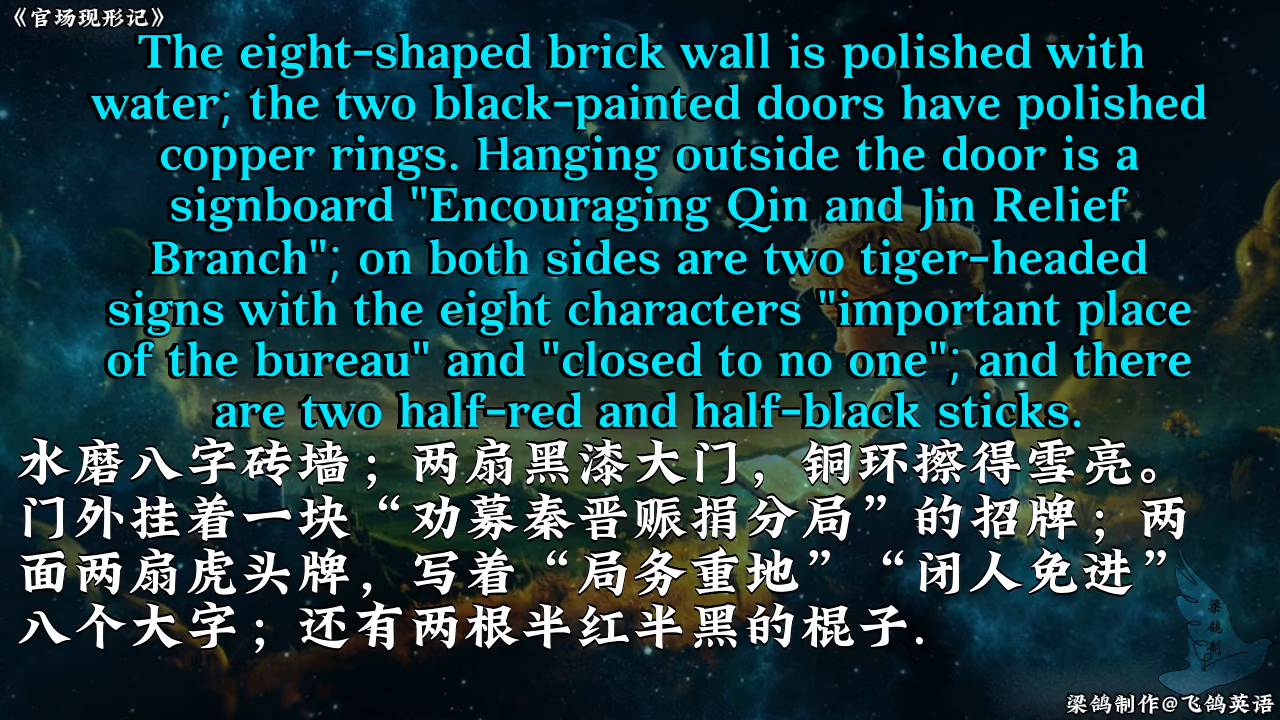 《官场现形记》
The eight-shaped brick wall is polished with
water; the two black-painted doors have polished
copper rings. Hanging outside the door is a
signboard "Encouraging Qin and Jin Relief
Branch"; on both sides are two tiger-headed
signs with the eight characters "important place
of the bureau" and "closed to no one"; and there
are two half-red and half-black sticks.
水磨八字砖墙；两扇黑漆大门，铜环擦得雪亮。
门外挂着一块“劝募秦晋赈捐分局”的招牌；两
面两扇虎头牌，写着“局务重地”“闭人免进”
八个大字；还有两根半红半黑的棍子.
梁鸽制
梁鸽制作@飞鸽英语